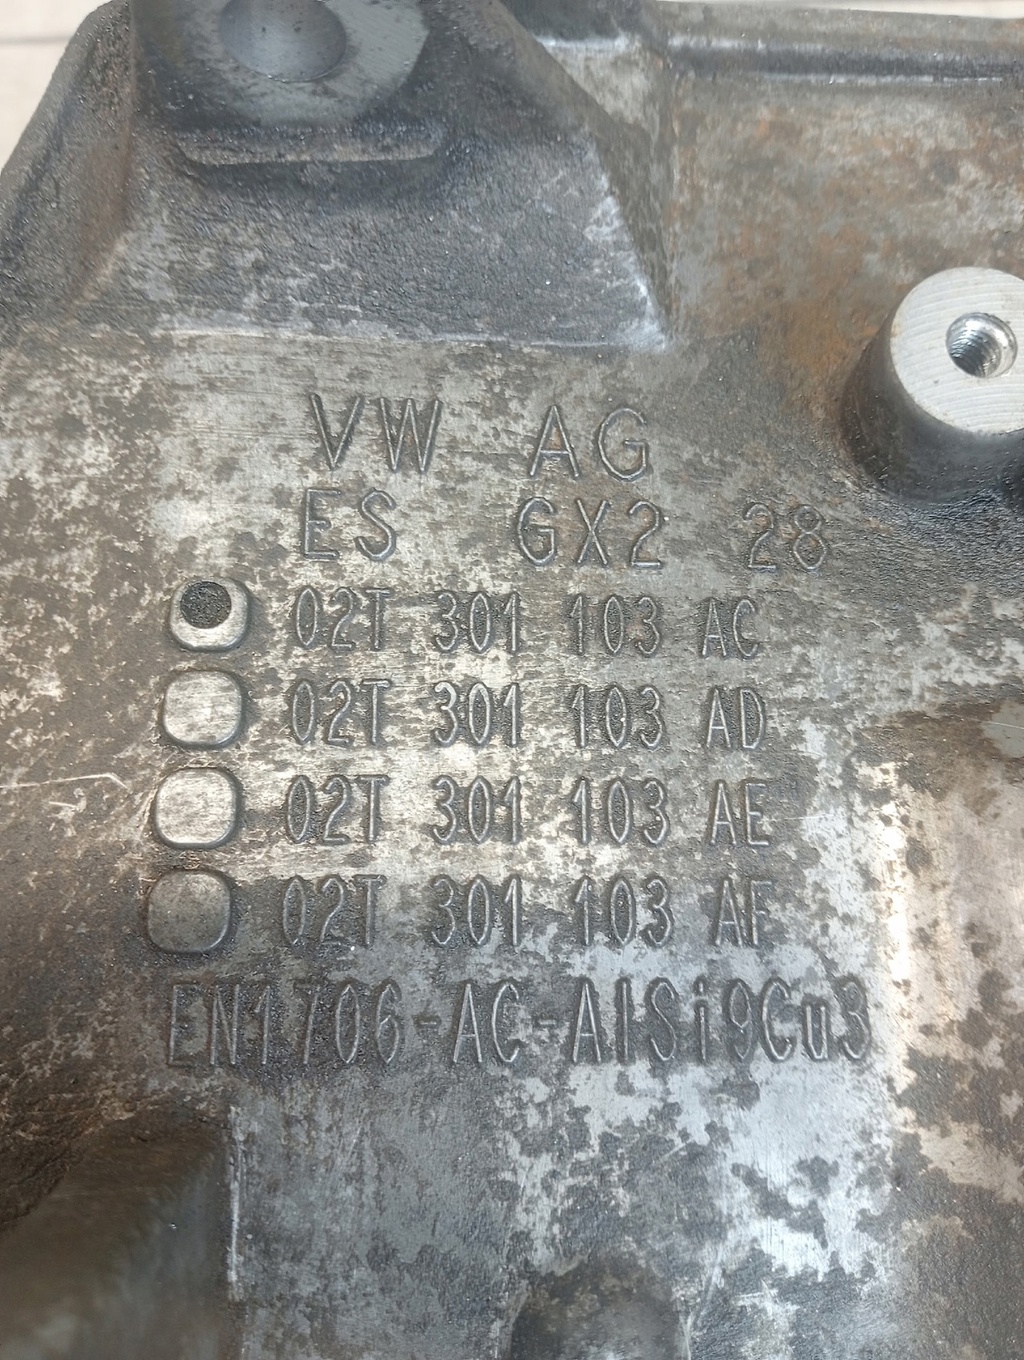 VW AG
ES GX2 28
02T 301 103 AC
02T 301 103 AD
02T 301 103 AE
02T 301 103 AF
EN1706-AC-AlSi9Cu3